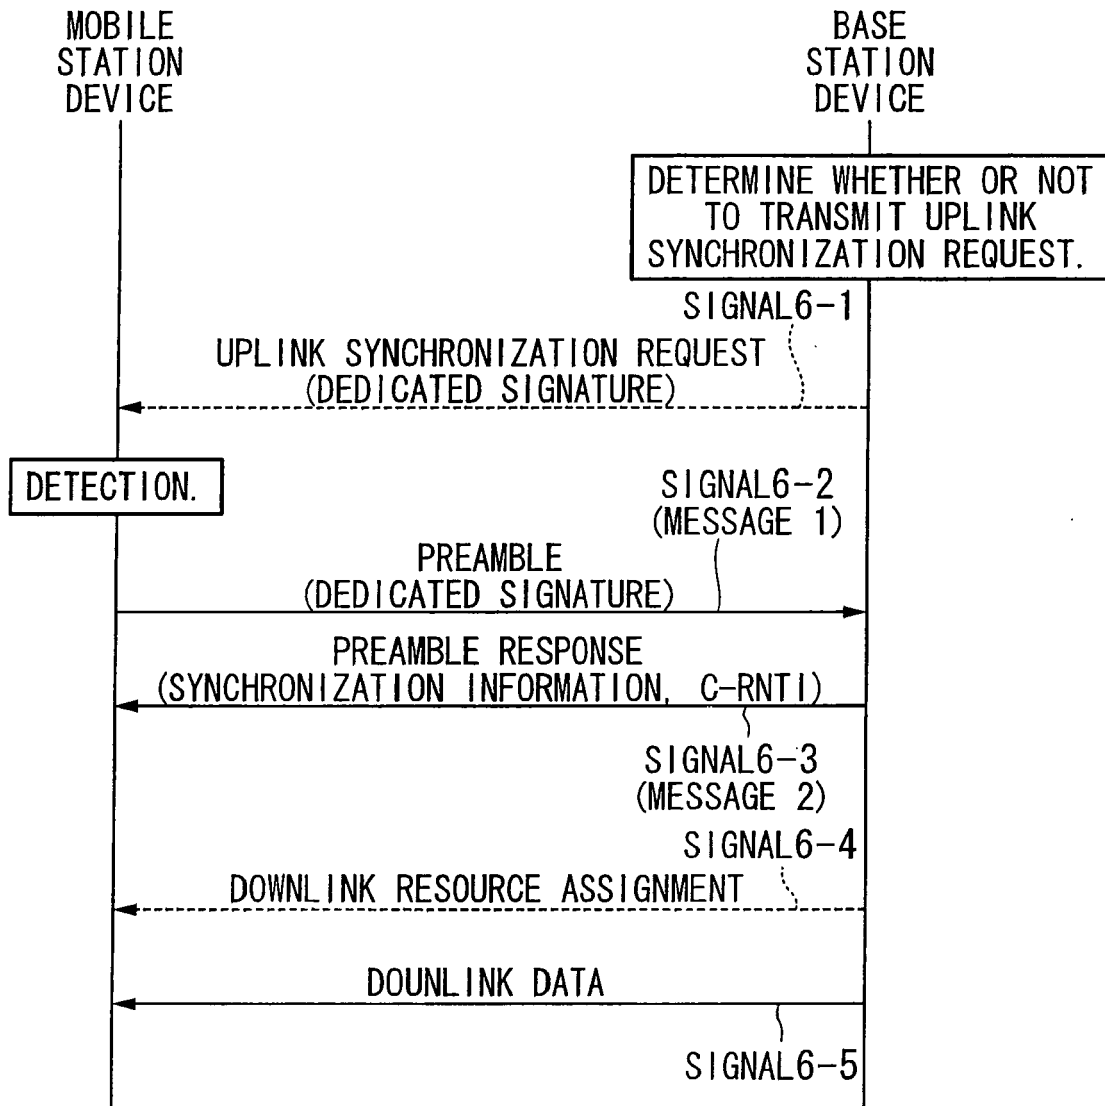 MOBILE
STATION
DEVICE
BASE
STATION
DEVICE
DETERMINE WHETHER OR NOT
TO TRANSMIT UPLINK
SYNCHRONIZATION REQUEST.
SIGNAL6-1
UPLINK SYNCHRONIZATION REQUEST
(DEDICATED SIGNATURE)
DETECTION.
SIGNAL6-2
(MESSAGE 1)
PREAMBLE
(DEDICATED SIGNATURE)
PREAMBLE RESPONSE
(SYNCHRONIZATION INFORMATION, C-RNTI)
SIGNAL6-3
(MESSAGE 2)
SIGNAL6-4
DOWNLINK RESOURCE ASSIGNMENT
DOUNLINK DATA
SIGNAL6-5